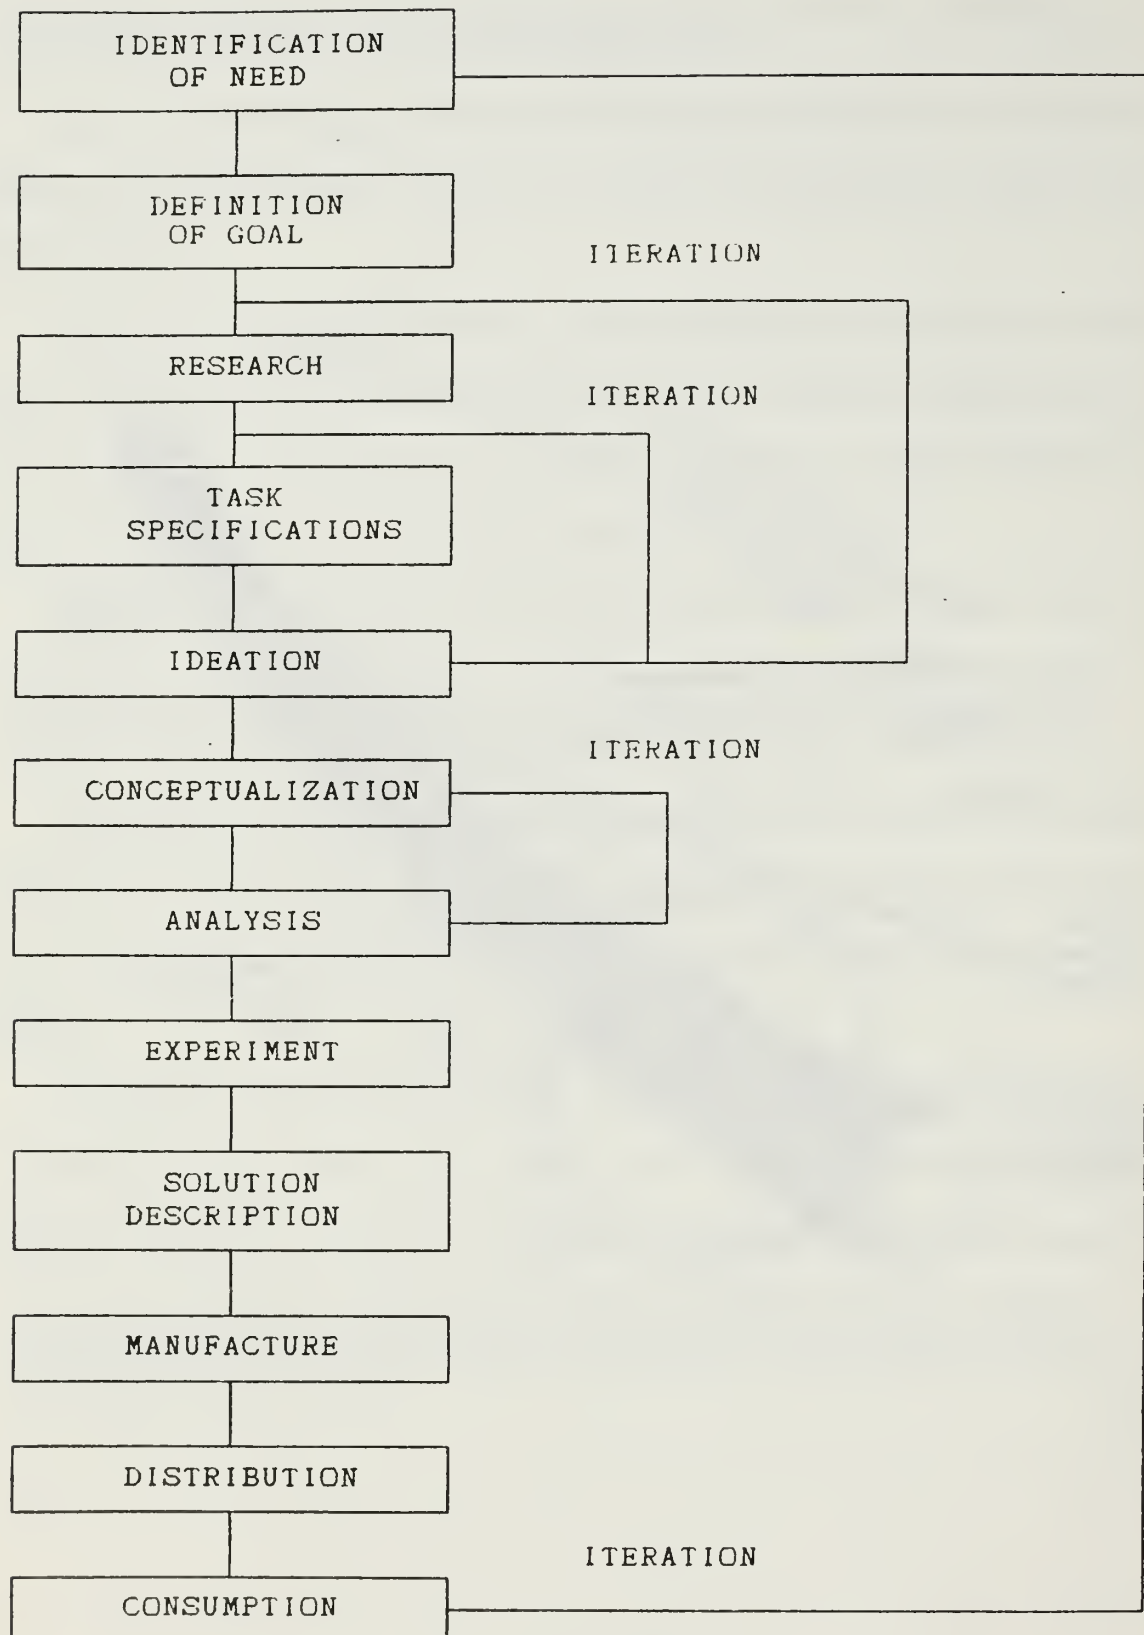 IDENTIFICATION
OF NEED
DEFINITION
OF GOAL
ITERATION
RESEARCH
ITERATION
TASK
SPECIFICATIONS
IDEATION
ITERATION
CONCEPTUALIZATION
ANALYSIS
EXPERIMENT
SOLUTION
DESCRIPTION
MANUFACTURE
DISTRIBUTION
ITERATION
CONSUMPTION